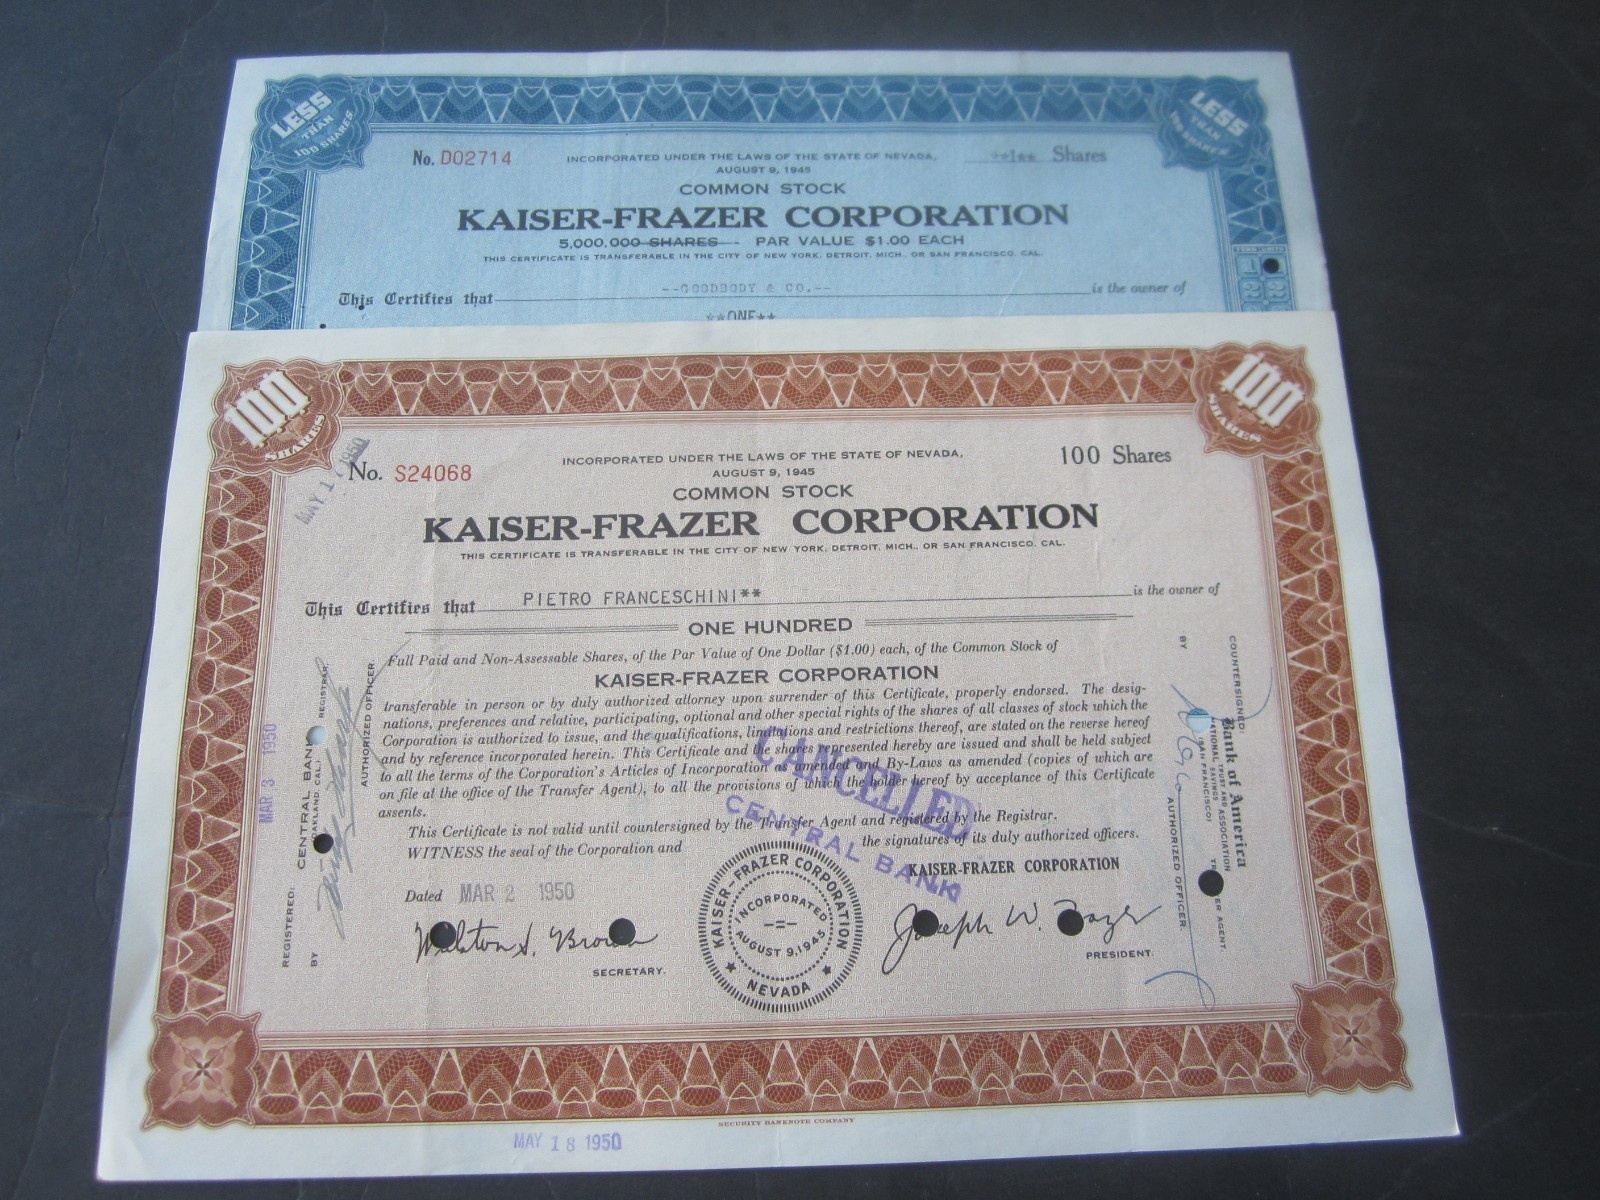 LESS
THAN
100 SHARES
LESS
THAN
100 SHARES
No. D02714
INCORPORATED UNDER THE LAWS OF THE STATE OF NEVADA,
AUGUST 9, 1945
**1** Shares
COMMON STOCK
KAISER-FRAZER CORPORATION
5,000,000 SHARES - PAR VALUE $1.00 EACH
THIS CERTIFICATE IS TRANSFERABLE IN THE CITY OF NEW YORK, DETROIT, MICH., OR SAN FRANCISCO, CAL.
This Certifies that --GOODBODY & CO.-- is the owner of
**ONE**
100
SHARES
100
SHARES
MAY 17 1950
No. S24068
INCORPORATED UNDER THE LAWS OF THE STATE OF NEVADA,
AUGUST 9, 1945
100 Shares
COMMON STOCK
KAISER-FRAZER CORPORATION
THIS CERTIFICATE IS TRANSFERABLE IN THE CITY OF NEW YORK, DETROIT, MICH., OR SAN FRANCISCO, CAL.
This Certifies that PIETRO FRANCESCHINI** is the owner of
ONE HUNDRED
Full Paid and Non-Assessable Shares, of the Par Value of One Dollar ($1.00) each, of the Common Stock of
KAISER-FRAZER CORPORATION
transferable in person or by duly authorized attorney upon surrender of this Certificate, properly endorsed. The desig-
nations, preferences and relative, participating, optional and other special rights of the shares of all classes of stock which the
Corporation is authorized to issue, and the qualifications, limitations and restrictions thereof, are stated on the reverse hereof
and by reference incorporated herein. This Certificate and the shares represented hereby are issued and shall be held subject
to all the terms of the Corporation's Articles of Incorporation as amended and By-Laws as amended (copies of which are
on file at the office of the Transfer Agent), to all the provisions of which the holder hereof by acceptance of this Certificate
assents.
This Certificate is not valid until countersigned by the Transfer Agent and registered by the Registrar.
WITNESS the seal of the Corporation and the signatures of its duly authorized officers.
CANCELLED
CENTRAL BANK
KAISER-FRAZER CORPORATION
Dated MAR 2 1950
Walston S. Brown
SECRETARY.
KAISER-FRAZER CORPORATION
INCORPORATED
AUGUST 9, 1945
NEVADA
Joseph W. Frazer
PRESIDENT.
MAR 3 1950
REGISTERED:
CENTRAL BANK
(OAKLAND, CAL.) REGISTRAR.
BY
AUTHORIZED OFFICER.
COUNTERSIGNED:
Bank of America
NATIONAL TRUST AND SAVINGS ASSOCIATION
(SAN FRANCISCO)
AGENT.
BY
AUTHORIZED OFFICER.
SECURITY BANKNOTE COMPANY
MAY 18 1950